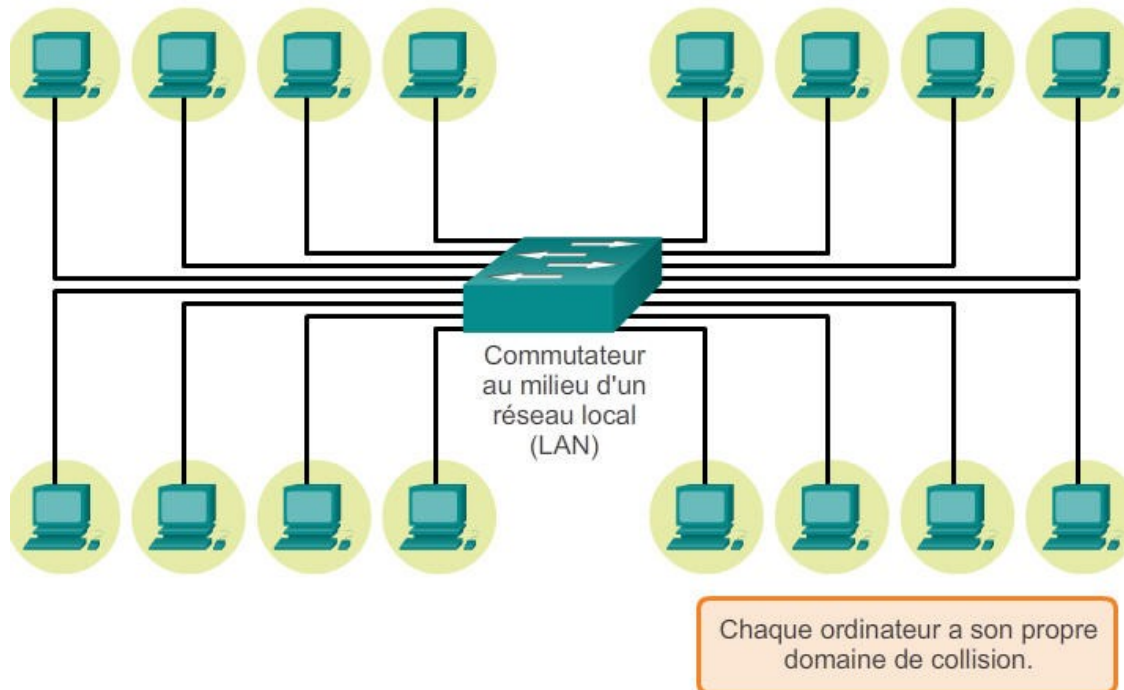 Commutateur
au milieu d'un
réseau local
(LAN)
Chaque ordinateur a son propre
domaine de collision.